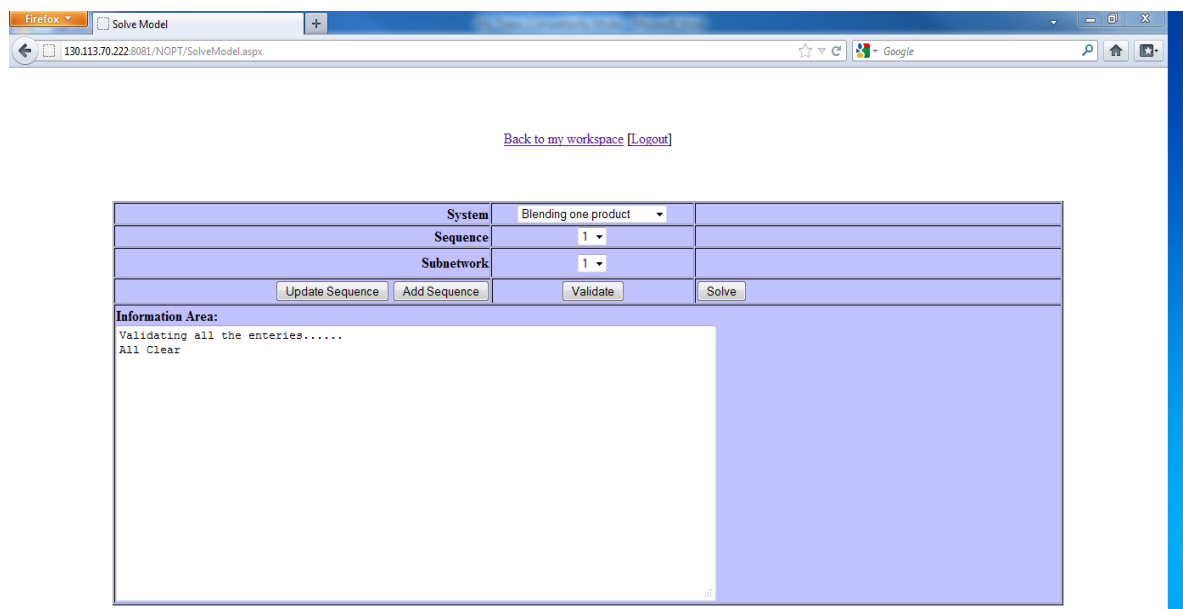 Firefox
Solve Model
130.113.70.222:8081/NOPT/SolveModel.aspx
Google
Back to my workspace [Logout]
System Blending one product
Sequence 1
Subnetwork 1
Update Sequence Add Sequence Validate Solve
Information Area:
Validating all the enteries......
All Clear